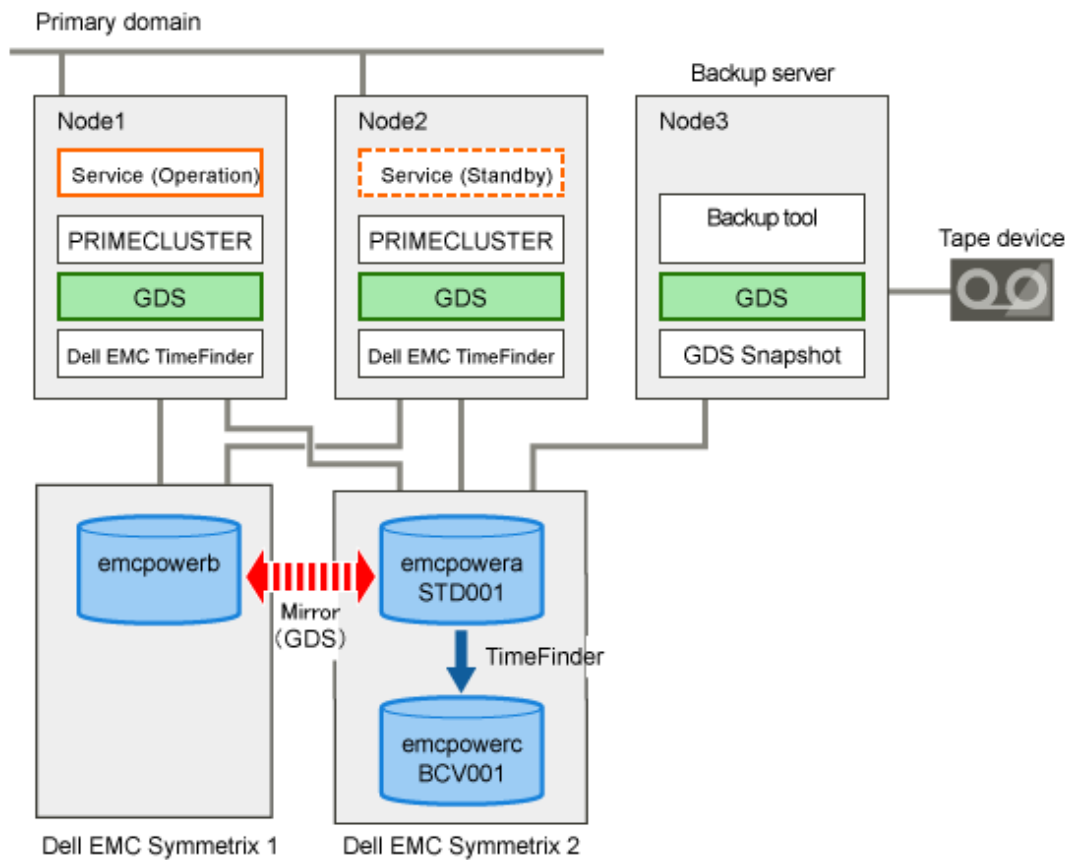 Primary domain
Backup server
Node1
Service (Operation)
PRIMECLUSTER
GDS
Dell EMC TimeFinder
Node2
Service (Standby)
PRIMECLUSTER
GDS
Dell EMC TimeFinder
Node3
Backup tool
GDS
GDS Snapshot
Tape device
emcpowerb
Mirror
(GDS)
emcpowera
STD001
TimeFinder
emcpowerc
BCV001
Dell EMC Symmetrix 1
Dell EMC Symmetrix 2